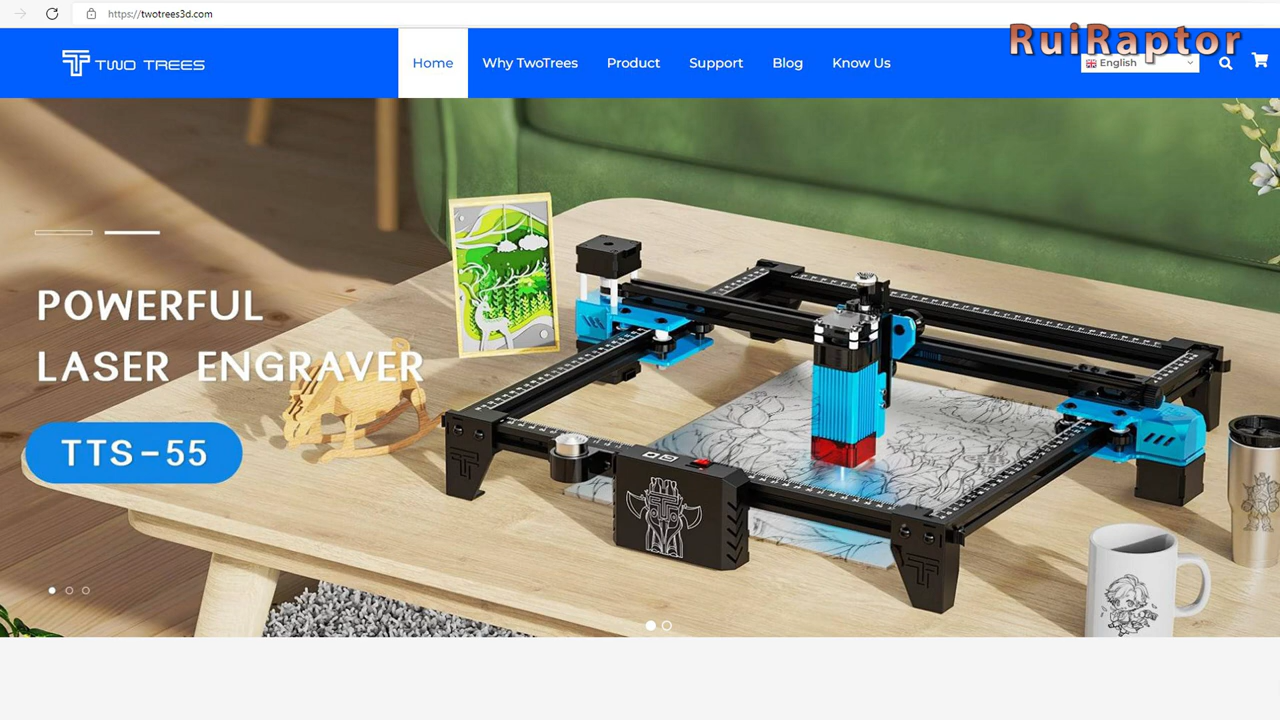 https://twotrees3d.com
RuiRaptor
TWO TREES
Home
Why TwoTrees
Product
Support
Blog
Know Us
English
POWERFUL
LASER ENGRAVER
TTS-55